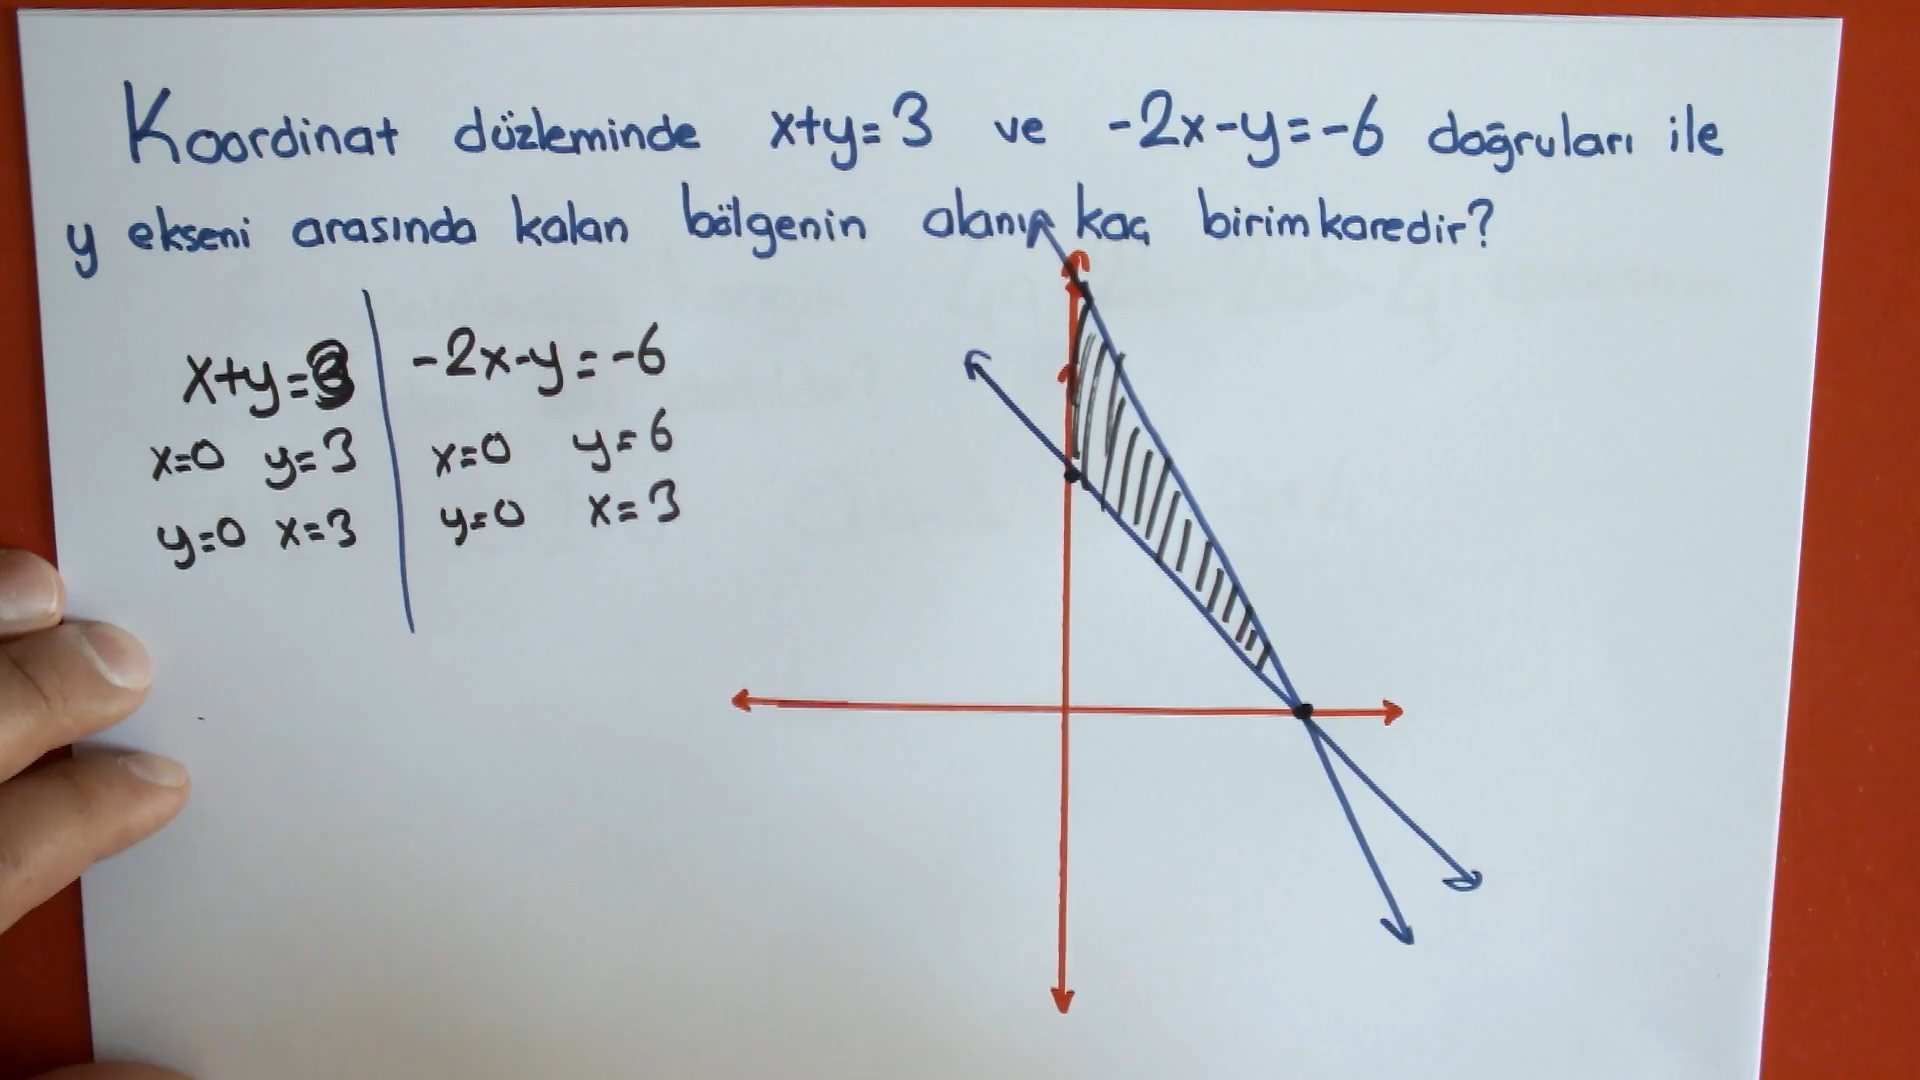 Koordinat düzleminde x+y=3 ve -2x-y=-6 doğruları ile
y ekseni arasında kalan bölgenin alanı kaç birimkaredir?
x+y=3
x=0 y=3
y=0 x=3
-2x-y=-6
x=0 y=6
y=0 x=3